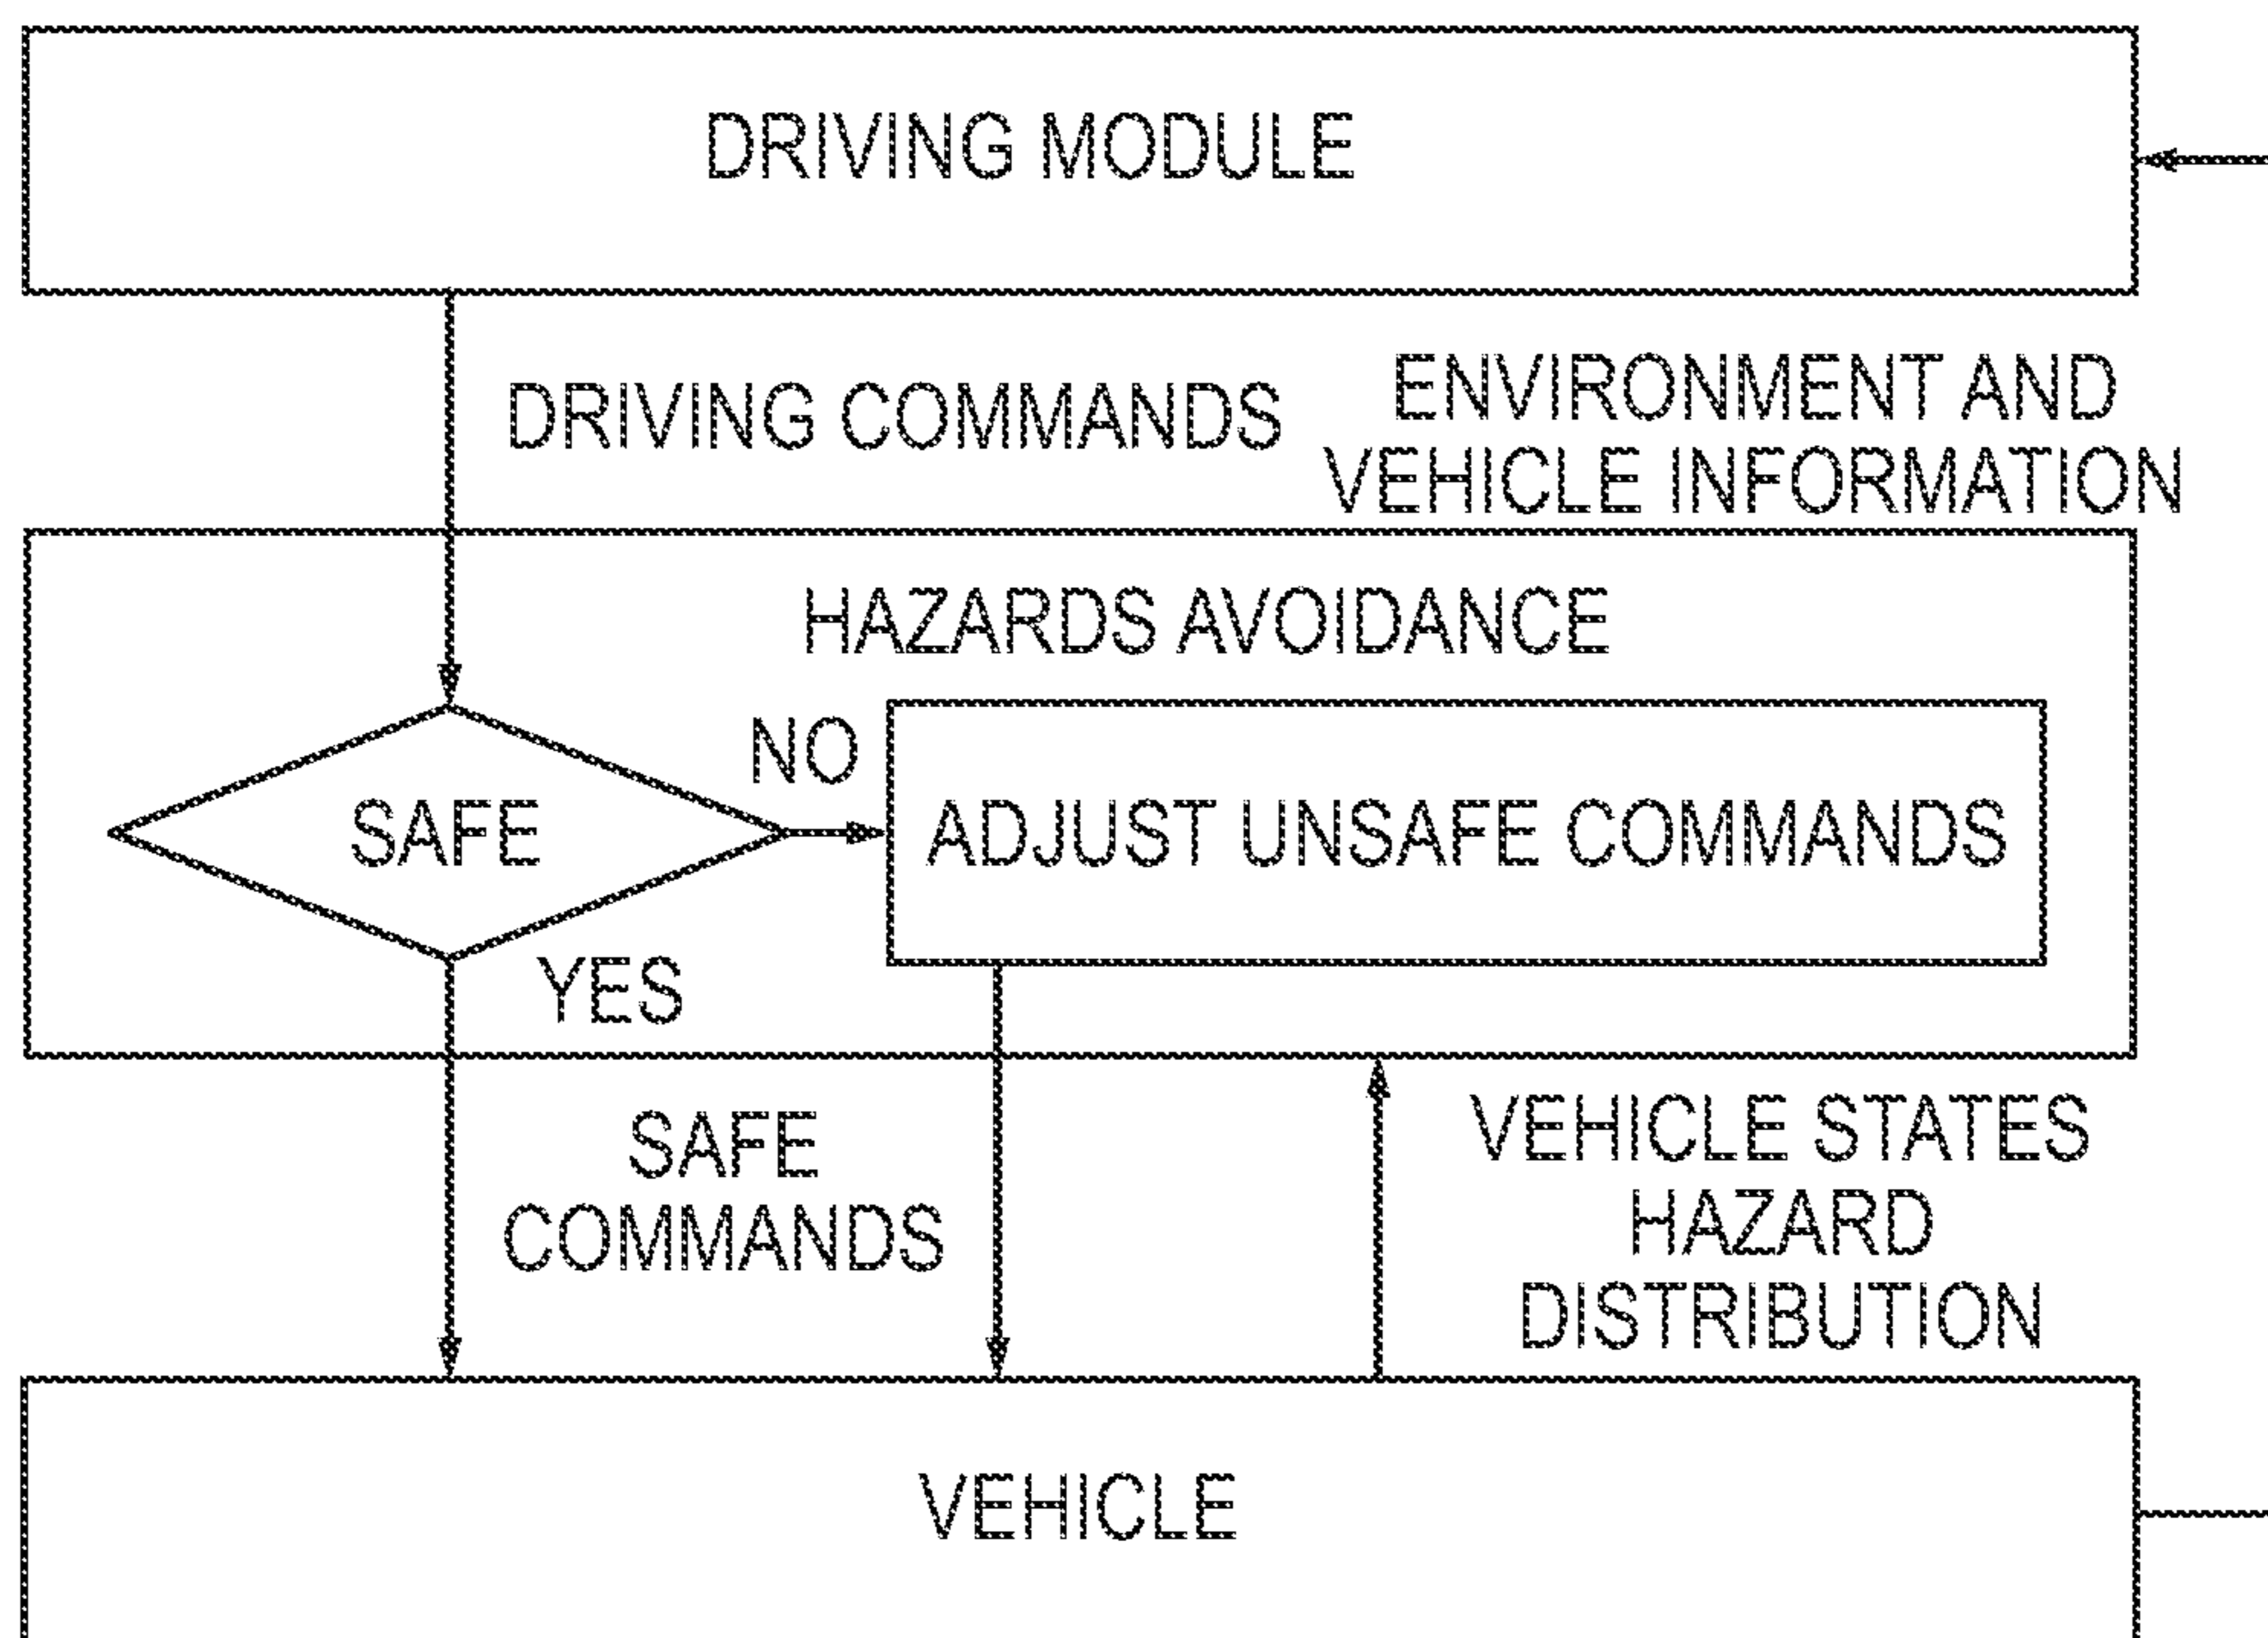 DRIVING MODULE
DRIVING COMMANDS
ENVIRONMENT AND
VEHICLE INFORMATION
HAZARDS AVOIDANCE
NO
SAFE
ADJUST UNSAFE COMMANDS
YES
SAFE
COMMANDS
VEHICLE STATES
HAZARD
DISTRIBUTION
VEHICLE